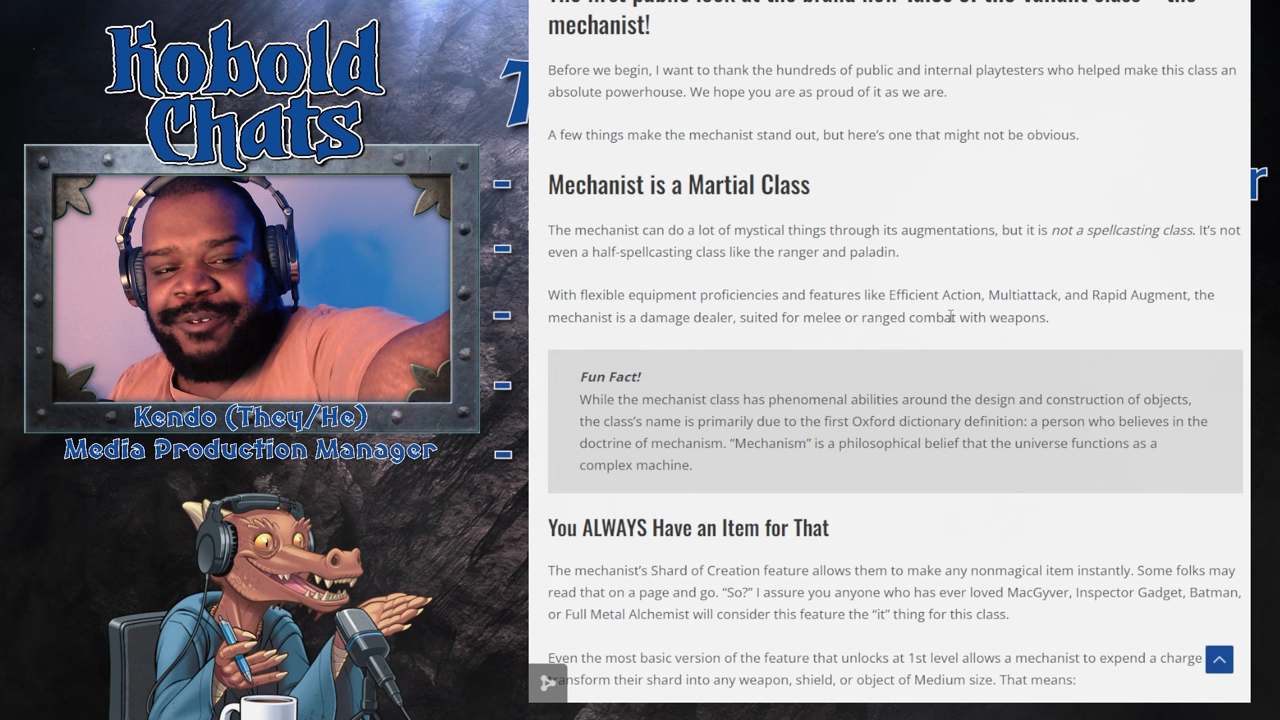 Kobold
Chats
Kendo (They/He)
Media Production Manager
mechanist!
Before we begin, I want to thank the hundreds of public and internal playtesters who helped make this class an
absolute powerhouse. We hope you are as proud of it as we are.
A few things make the mechanist stand out, but here's one that might not be obvious.
Mechanist is a Martial Class
The mechanist can do a lot of mystical things through its augmentations, but it is not a spellcasting class. It's not
even a half-spellcasting class like the ranger and paladin.
With flexible equipment proficiencies and features like Efficient Action, Multiattack, and Rapid Augment, the
mechanist is a damage dealer, suited for melee or ranged combat with weapons.
Fun Fact!
While the mechanist class has phenomenal abilities around the design and construction of objects,
the class's name is primarily due to the first Oxford dictionary definition: a person who believes in the
doctrine of mechanism. “Mechanism” is a philosophical belief that the universe functions as a
complex machine.
You ALWAYS Have an Item for That
The mechanist's Shard of Creation feature allows them to make any nonmagical item instantly. Some folks may
read that on a page and go. “So?” I assure you anyone who has ever loved MacGyver, Inspector Gadget, Batman,
or Full Metal Alchemist will consider this feature the “it” thing for this class.
Even the most basic version of the feature that unlocks at 1st level allows a mechanist to expend a charge
transform their shard into any weapon, shield, or object of Medium size. That means: